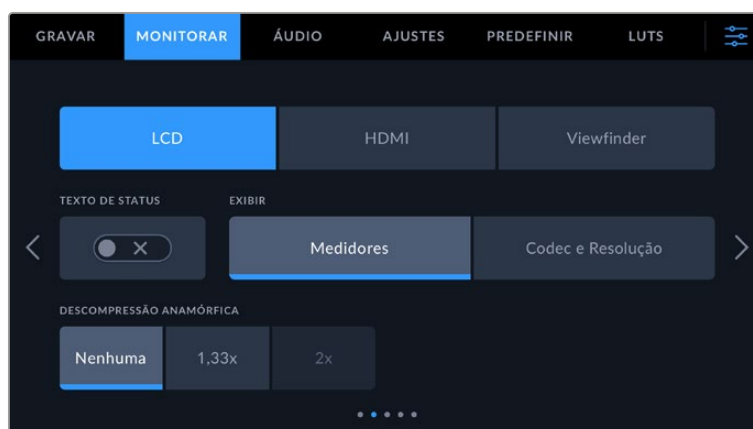 GRAVAR MONITORAR ÁUDIO AJUSTES PREDEFINIR LUTS
LCD HDMI Viewfinder
TEXTO DE STATUS EXIBIR
Medidores Codec e Resolução
DESCOMPRESSÃO ANAMÓRFICA
Nenhuma 1,33x 2x